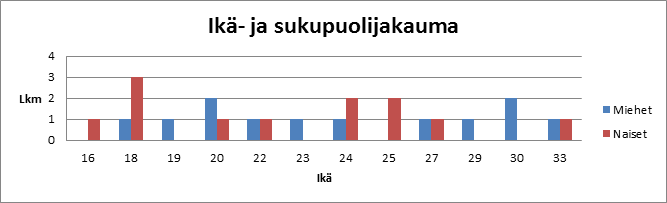 Ikä- ja sukupuolijakauma
4
3
2
1
0
Lkm
16 18 19 20 22 23 24 25 27 29 30 33
Ikä
Miehet
Naiset